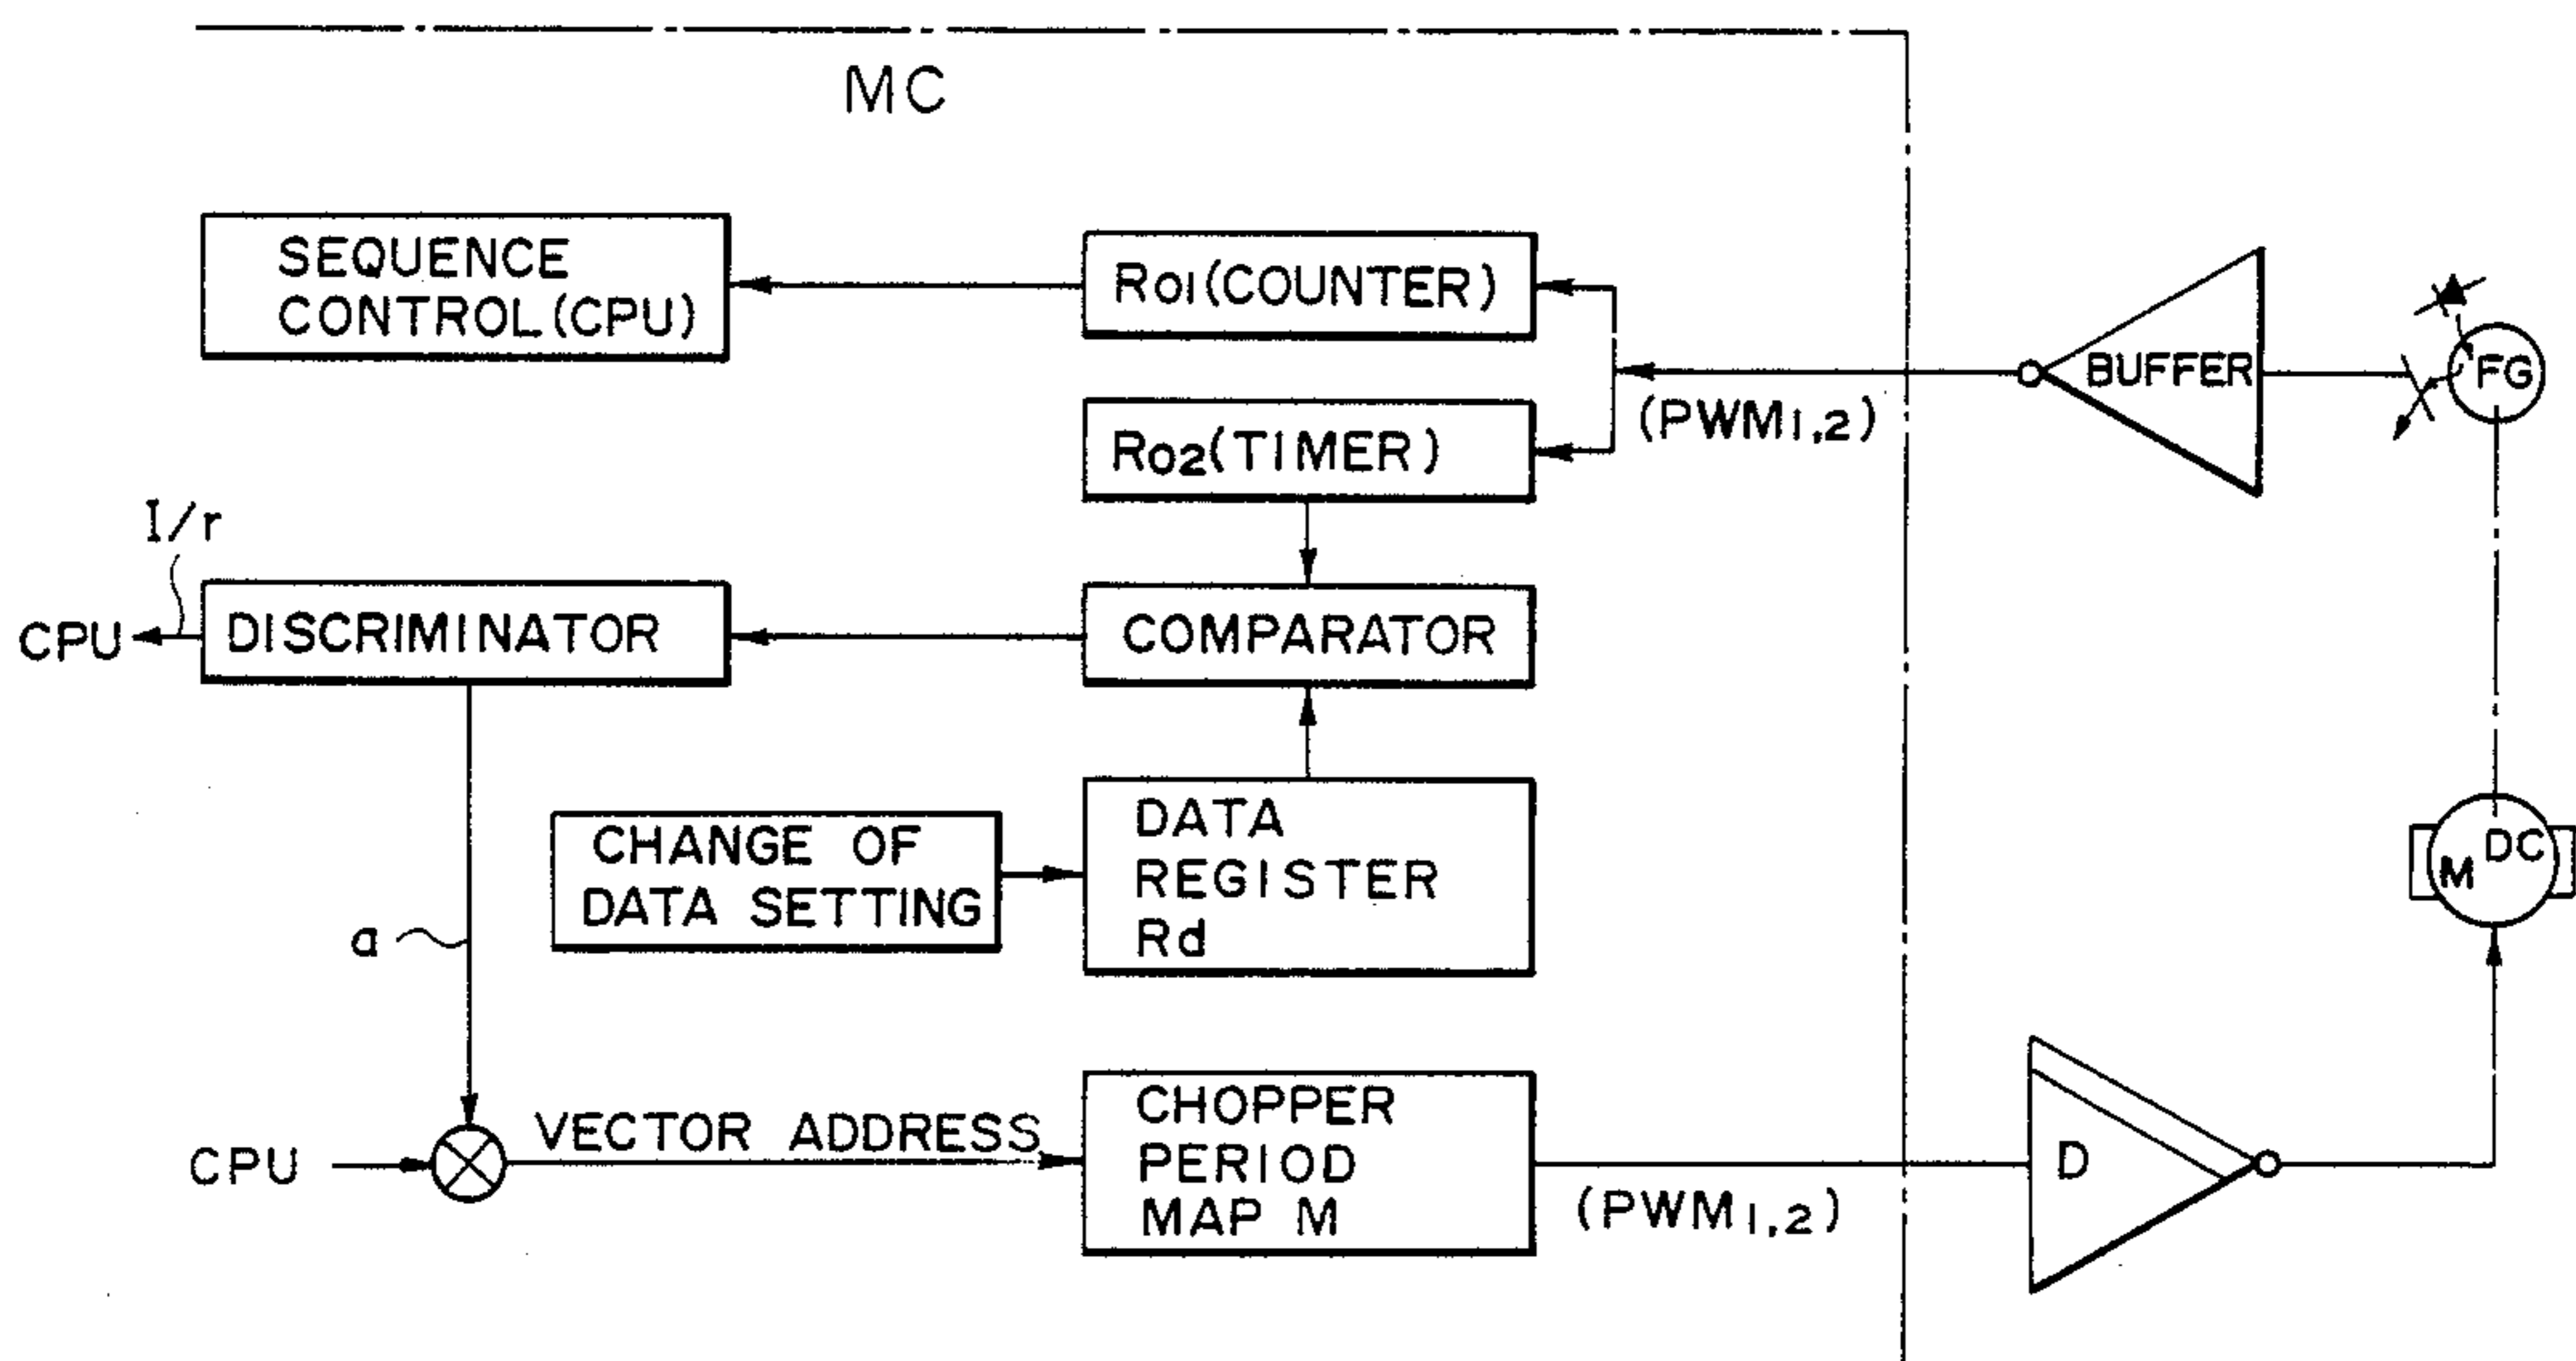 MC
SEQUENCE
CONTROL(CPU)
Ro1(COUNTER)
BUFFER
FG
(PWM1,2)
Ro2(TIMER)
I/r
CPU
DISCRIMINATOR
COMPARATOR
CHANGE OF
DATA SETTING
DATA
REGISTER
Rd
M DC
a
CPU
VECTOR ADDRESS
CHOPPER
PERIOD
MAP M
(PWM1,2)
D